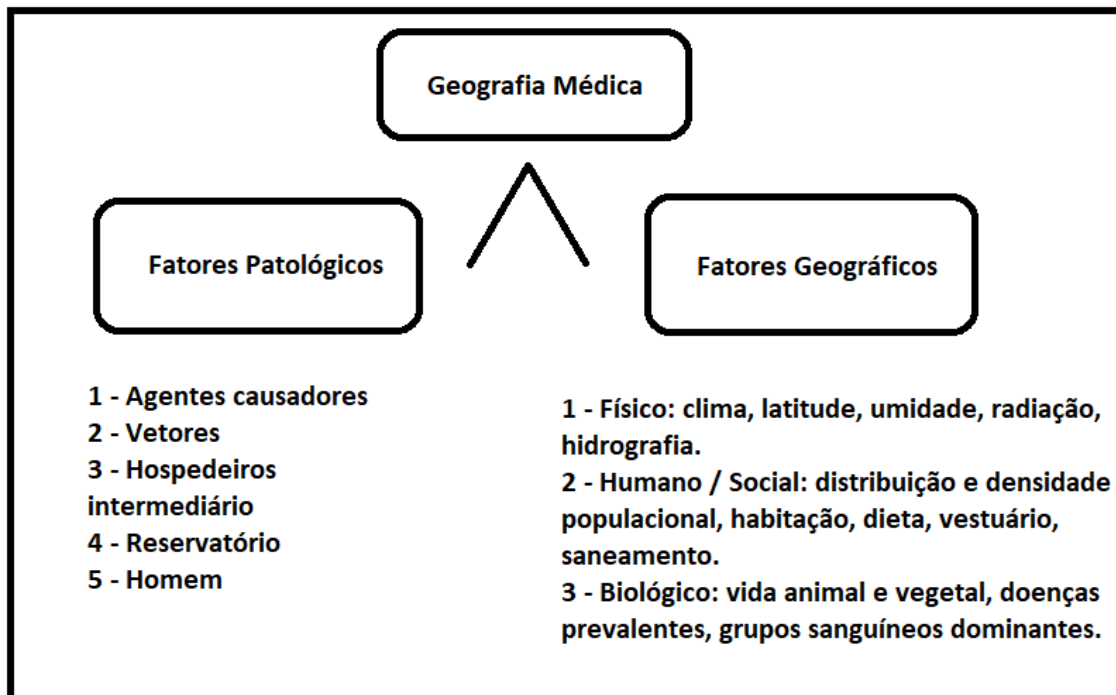 Geografia Médica
Fatores Patológicos
1 - Agentes causadores
2 - Vetores
3 - Hospedeiros
intermediário
4 - Reservatório
5 - Homem
Fatores Geográficos
1 - Físico: clima, latitude, umidade, radiação,
hidrografia.
2 - Humano / Social: distribuição e densidade
populacional, habitação, dieta, vestuário,
saneamento.
3 - Biológico: vida animal e vegetal, doenças
prevalentes, grupos sanguíneos dominantes.